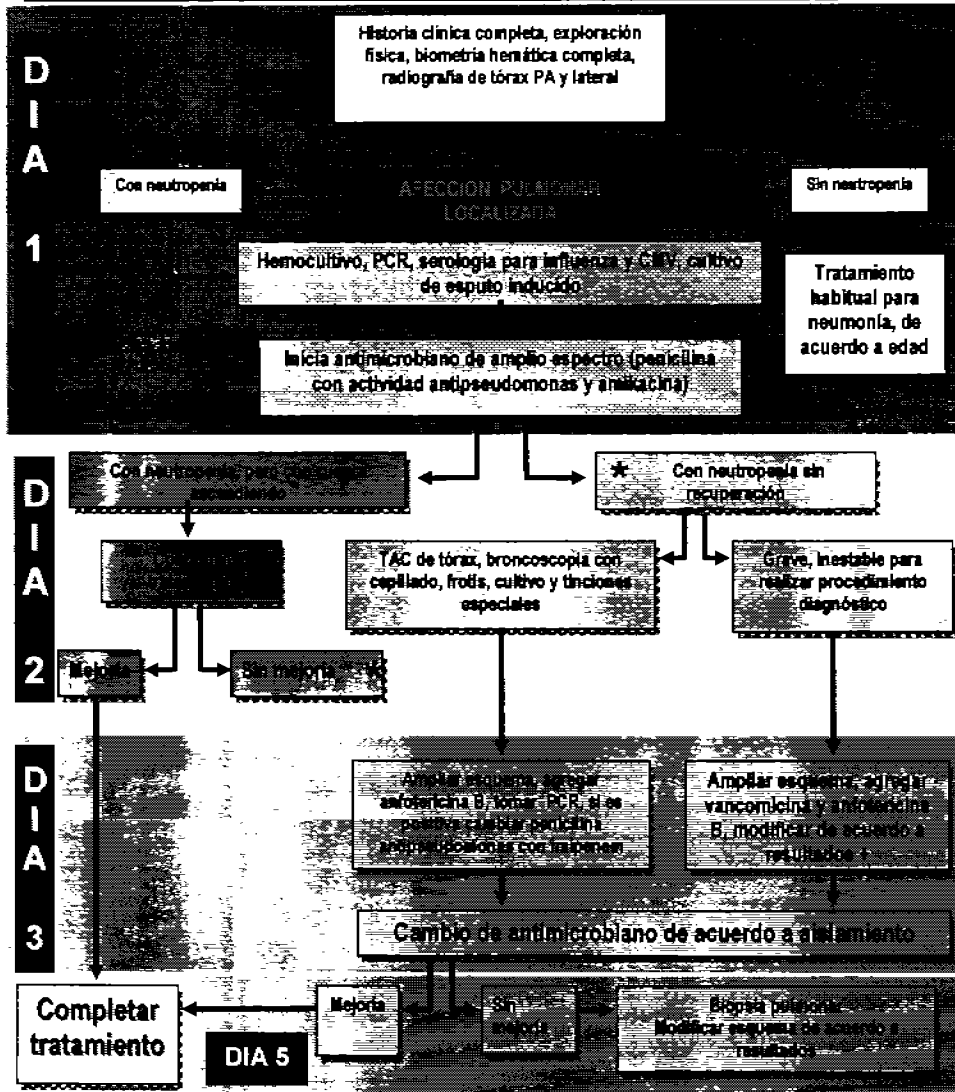 Historia clínica completa, exploración
física, biometría hemática completa,
radiografía de tórax PA y lateral
DIA 1
Con neutropenia
AFECCION PULMONAR
LOCALIZADA
Sin neutropenia
Hemocultivo, PCR, serología para influenza y CMV, cultivo
de esputo inducido
Tratamiento
habitual para
neumonía, de
acuerdo a edad
Inicia antimicrobiano de amplio espectro (penicilina
con actividad antipseudomonas y amikacina)
DIA 2
Con neutropenia, pero
ascendiendo
* Con neutropenia sin
recuperación
TAC de tórax, broncoscopia con
cepillado, frotis, cultivo y tinciones
especiales
Grave, inestable para
realizar procedimiento
diagnóstico
Mejoría
Sin mejoría
DIA 3
Ampliar esquema, agregar
anfotericina B, tomar PCR, si es
positiva cambiar penicilina
antipseudomonas con imipenem
Ampliar esquema, agregar
vancomicina y anfotericina
B, modificar de acuerdo a
resultados +
Cambio de antimicrobiano de acuerdo a aislamiento
Completar
tratamiento
DIA 5
Mejoría
Sin
mejoría
Biopsia pulmonar
Modificar esquema de acuerdo a
resultados